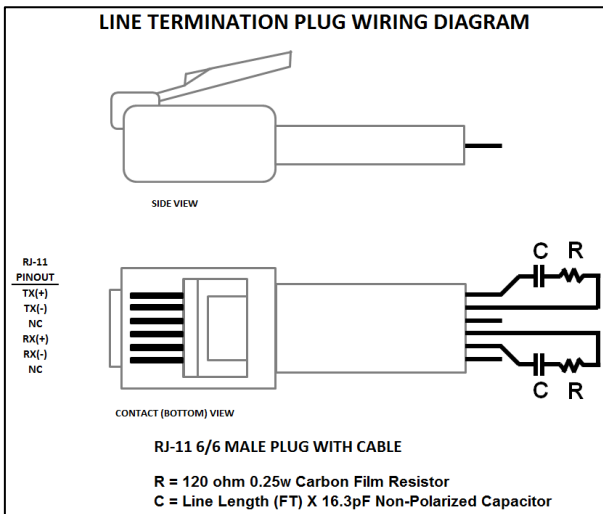 LINE TERMINATION PLUG WIRING DIAGRAM
SIDE VIEW
C R
RJ-11
PINOUT
TX(+)
TX(-)
NC
RX(+)
RX(-)
NC
C R
CONTACT (BOTTOM) VIEW
RJ-11 6/6 MALE PLUG WITH CABLE
R = 120 ohm 0.25w Carbon Film Resistor
C = Line Length (FT) X 16.3pF Non-Polarized Capacitor